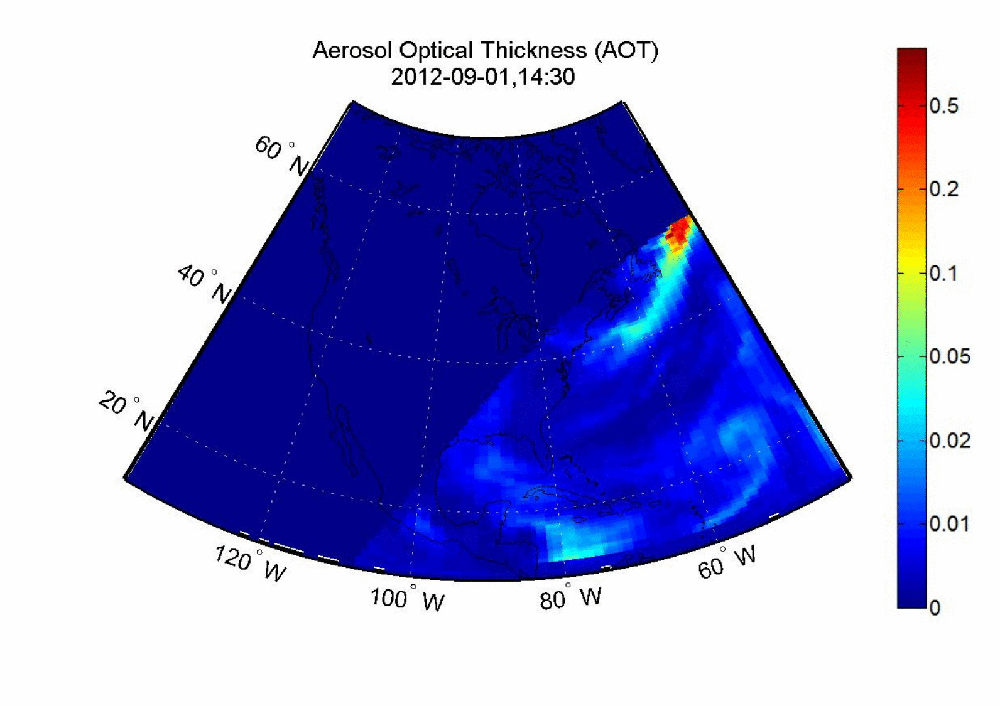 Aerosol Optical Thickness (AOT)
2012-09-01,14:30
60° N
40° N
20° N
120° W
100° W
80° W
60° W
0.5
0.2
0.1
0.05
0.02
0.01
0